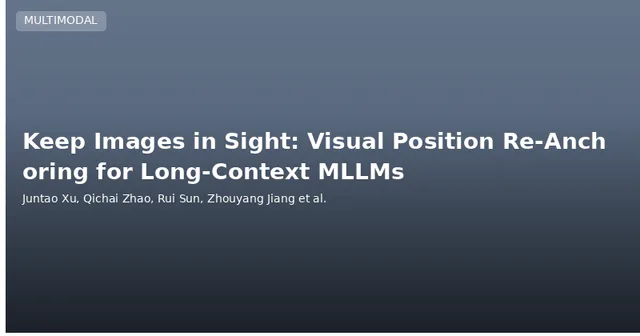 MULTIMODAL
Keep Images in Sight: Visual Position Re-Anch
oring for Long-Context MLLMs
Juntao Xu, Qichai Zhao, Rui Sun, Zhouyang Jiang et al.